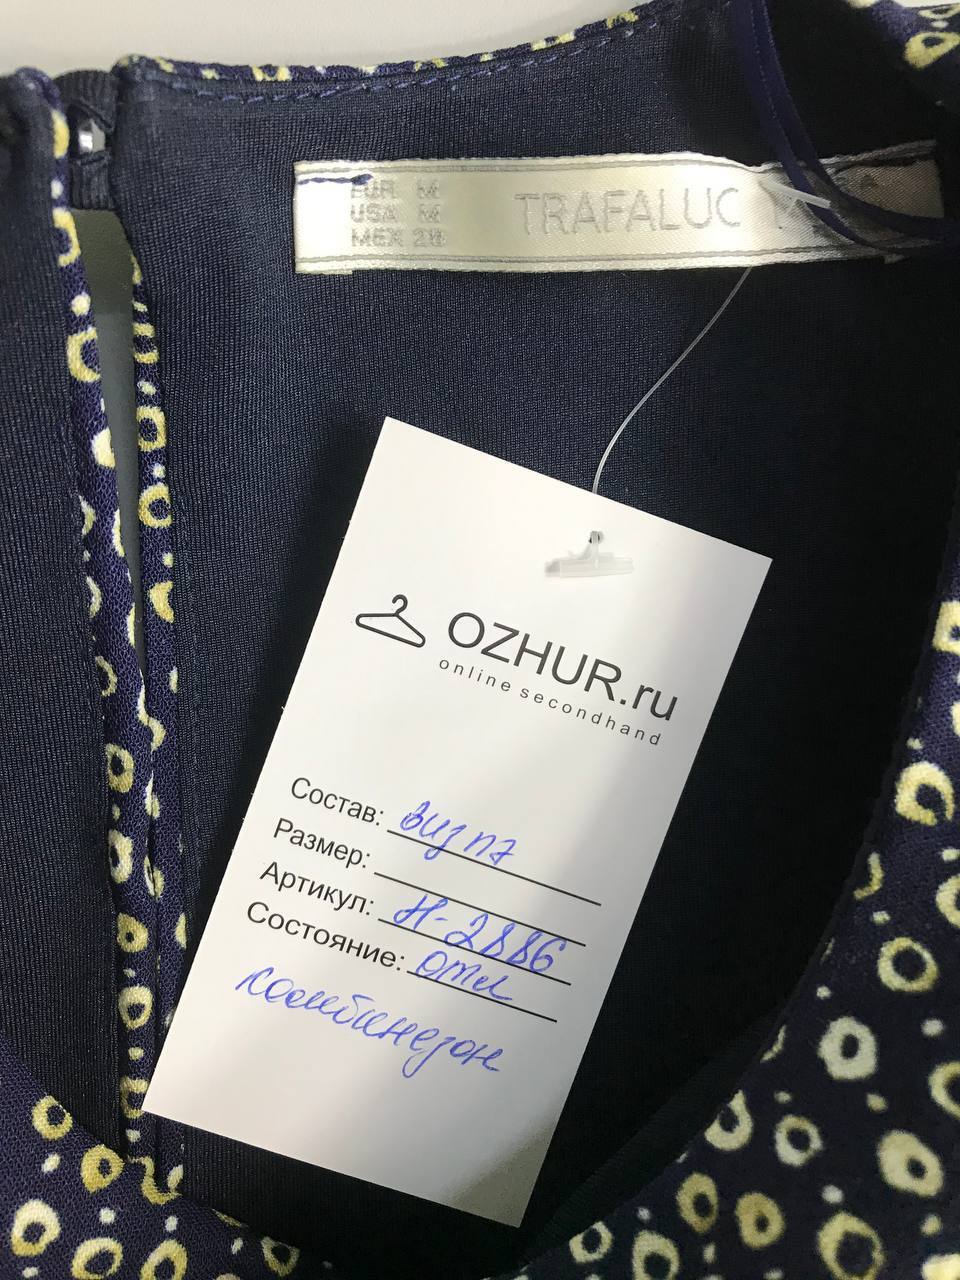 EUR M
USA M
MEX 28
TRAFALUC
OZHUR.ru
online secondhand
Состав: виз пэ
Размер:
Артикул: Н-2886
Состояние: отл
комбинезон